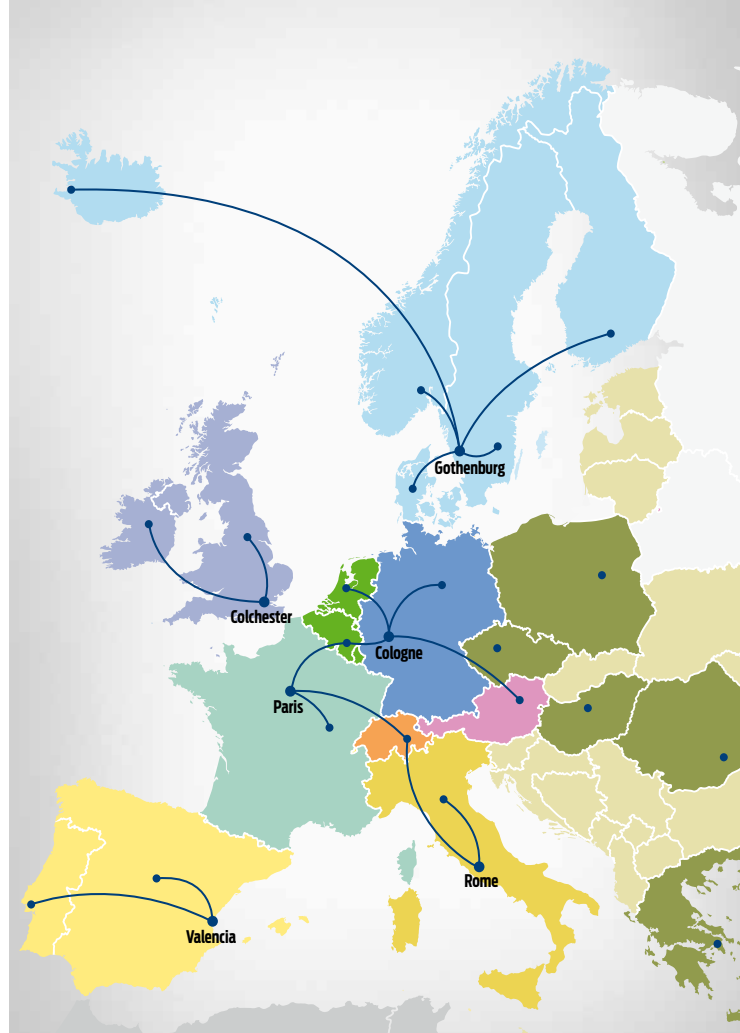 Gothenburg
Colchester
Cologne
Paris
Rome
Valencia